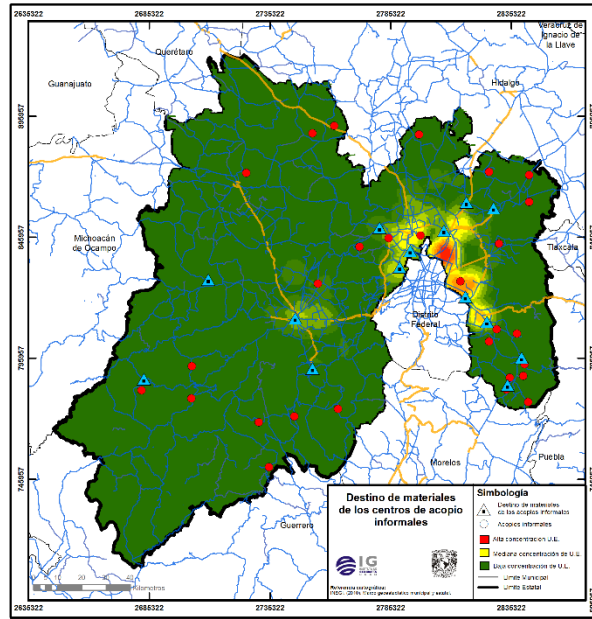 2635322 2685322 2735322 2785322 2835322
Veracruz de
Ignacio de
la Llave
Querétaro
Guanajuato
Hidalgo
895957
845957
Michoacán
de Ocampo
Tlaxcala
Distrito
Federal
795957
Puebla
Morelos
745957
Guerrero
Destino de materiales
de los centros de acopio
informales
IG
Simbología
Destino de materiales
de los acopios informales
Acopios informales
Alta concentración U.E.
Mediana concentración de U.E.
Baja concentración de U.E.
Límite Municipal
Límite Estatal
Kilómetros
2635322 2685322 2735322 2785322 2835322